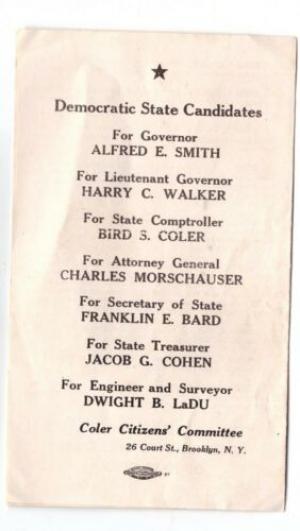 Democratic State Candidates
For Governor
ALFRED E. SMITH
For Lieutenant Governor
HARRY C. WALKER
For State Comptroller
BIRD S. COLER
For Attorney General
CHARLES MORSCHAUSER
For Secretary of State
FRANKLIN E. BARD
For State Treasurer
JACOB G. COHEN
For Engineer and Surveyor
DWIGHT B. LaDU
Coler Citizens' Committee
26 Court St., Brooklyn, N. Y.